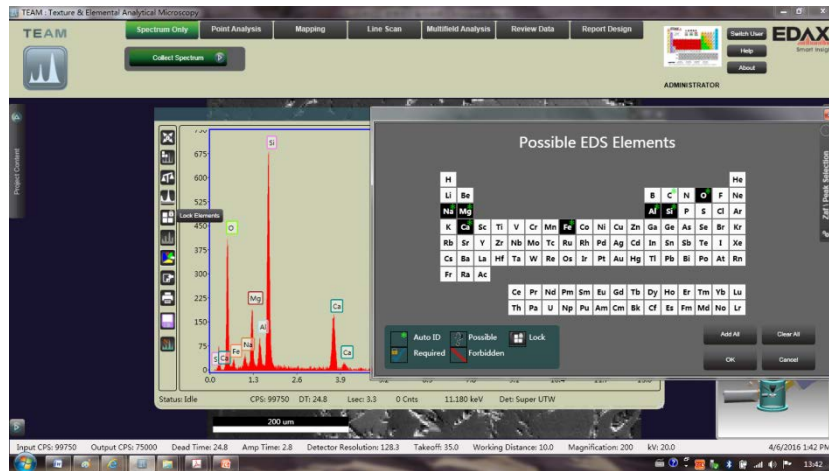 TEAM : Texture & Elemental Analytical Microscopy
TEAM
Spectrum Only Point Analysis Mapping Line Scan Multifield Analysis Review Data Report Design
Collect Spectrum
Switch User
Help
About
EDAX
Smart Insigh
ADMINISTRATOR
Project Content
Lock Elements
675
600
525
450
375
300
225
150
75
0
0.0 1.3 2.6 3.9
Si
O
Mg
Al
Na
Fe
Ca
S
Ca
Ca
Status: Idle CPS: 99750 DT: 24.8 Lsec: 3.3 0 Cnts 11.180 keV Det: Super UTW
200 um
Possible EDS Elements
H He
Li Be B C N O F Ne
Na Mg Al Si P S Cl Ar
K Ca Sc Ti V Cr Mn Fe Co Ni Cu Zn Ga Ge As Se Br Kr
Rb Sr Y Zr Nb Mo Tc Ru Rh Pd Ag Cd In Sn Sb Te I Xe
Cs Ba La Hf Ta W Re Os Ir Pt Au Hg Tl Pb Bi Po At Rn
Fr Ra Ac
Ce Pr Nd Pm Sm Eu Gd Tb Dy Ho Er Tm Yb Lu
Th Pa U Np Pu Am Cm Bk Cf Es Fm Md No Lr
Auto ID Possible Lock
Required Forbidden
Add All Clear All
OK Cancel
Zaf | Peak Selection
Input CPS: 99750 Output CPS: 75000 Dead Time: 24.8 Amp Time: 2.8 Detector Resolution: 128.3 Takeoff: 35.0 Working Distance: 10.0 Magnification: 200 kV: 20.0 4/6/2016 1:42 PM
13:42